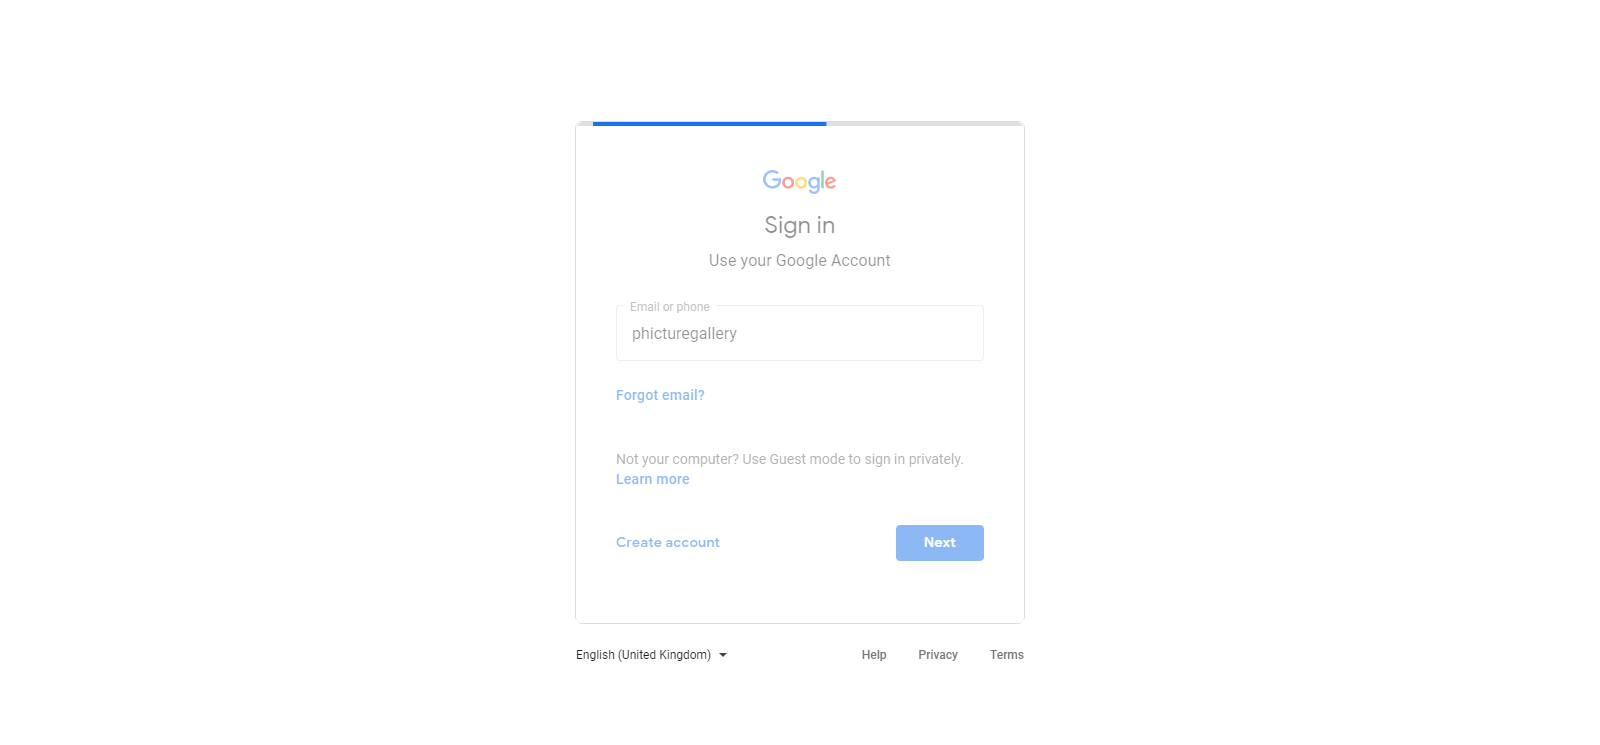 Google
Sign in
Use your Google Account
Email or phone
phicturegallery
Forgot email?
Not your computer? Use Guest mode to sign in privately.
Learn more
Create account
Next
English (United Kingdom)
Help
Privacy
Terms